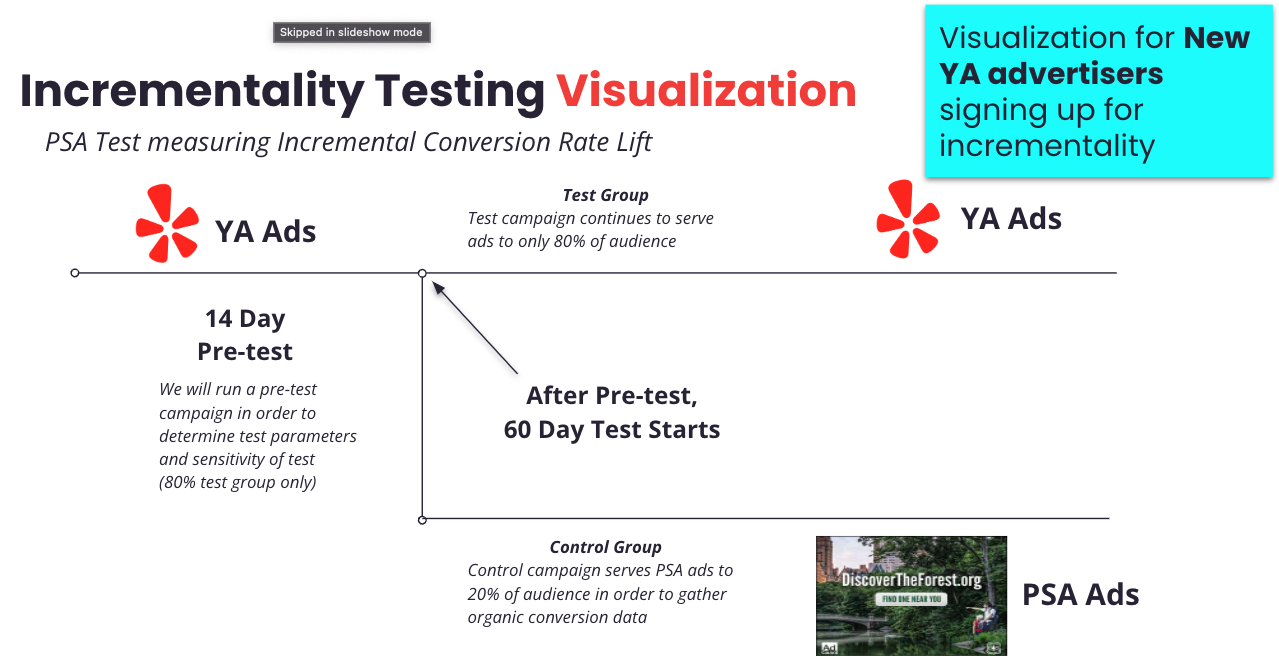 Skipped in slideshow mode
Visualization for New
YA advertisers
signing up for
incrementality
Incrementality Testing Visualization
PSA Test measuring Incremental Conversion Rate Lift
YA Ads
Test Group
Test campaign continues to serve
ads to only 80% of audience
YA Ads
14 Day
Pre-test
We will run a pre-test
campaign in order to
determine test parameters
and sensitivity of test
(80% test group only)
After Pre-test,
60 Day Test Starts
Control Group
Control campaign serves PSA ads to
20% of audience in order to gather
organic conversion data
DiscoverTheForest.org
FIND ONE NEAR YOU
Ad
PSA Ads